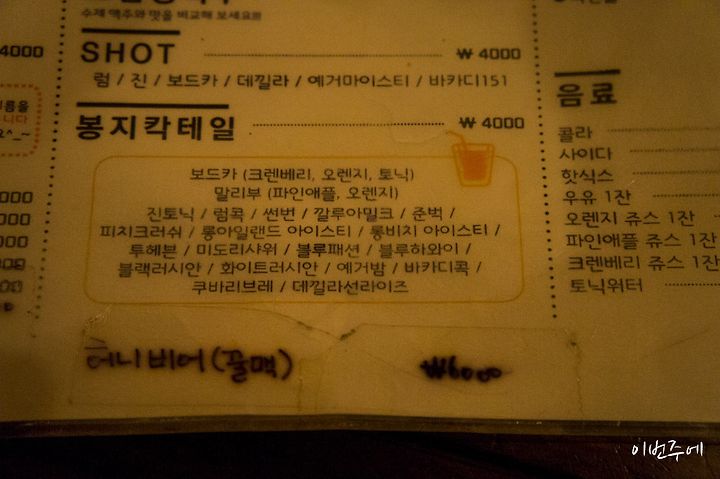 수제 맥주와 맛을 비교해 보세요!!!
4000
SHOT ₩ 4000
럼 / 진 / 보드카 / 데낄라 / 예거마이스터 / 바카디151
봉지칵테일 ₩ 4000
보드카 (크렌베리, 오렌지, 토닉)
말리부 (파인애플, 오렌지)
진토닉 / 럼콕 / 썬번 / 깔루아밀크 / 준벅 /
피치크러쉬 / 롱아일랜드 아이스티 / 롱비치 아이스티 /
투헤븐 / 미도리샤워 / 블루패션 / 블루하와이 /
블랙러시안 / 화이트러시안 / 예거밤 / 바카디콕 /
쿠바리브레 / 데낄라선라이즈
허니 비어 (꿀맥) ₩6000
음료
콜라
사이다
핫식스
우유 1잔
오렌지 쥬스 1잔
파인애플 쥬스 1잔
크렌베리 쥬스 1잔
토닉워터
이번주에